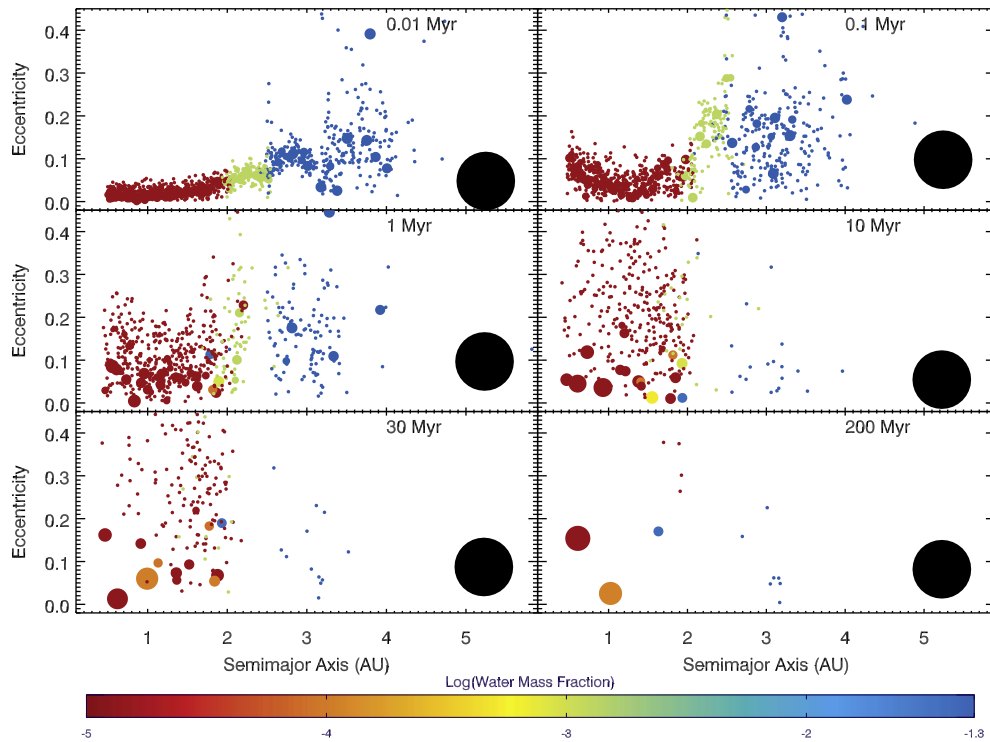 0.01 Myr
0.1 Myr
0.4
0.3
0.2
0.1
0.0
Eccentricity
1 Myr
10 Myr
0.4
0.3
0.2
0.1
0.0
Eccentricity
30 Myr
200 Myr
0.4
0.3
0.2
0.1
0.0
Eccentricity
1 2 3 4 5 1 2 3 4 5
Semimajor Axis (AU) Semimajor Axis (AU)
Log(Water Mass Fraction)
-5 -4 -3 -2 -1.3